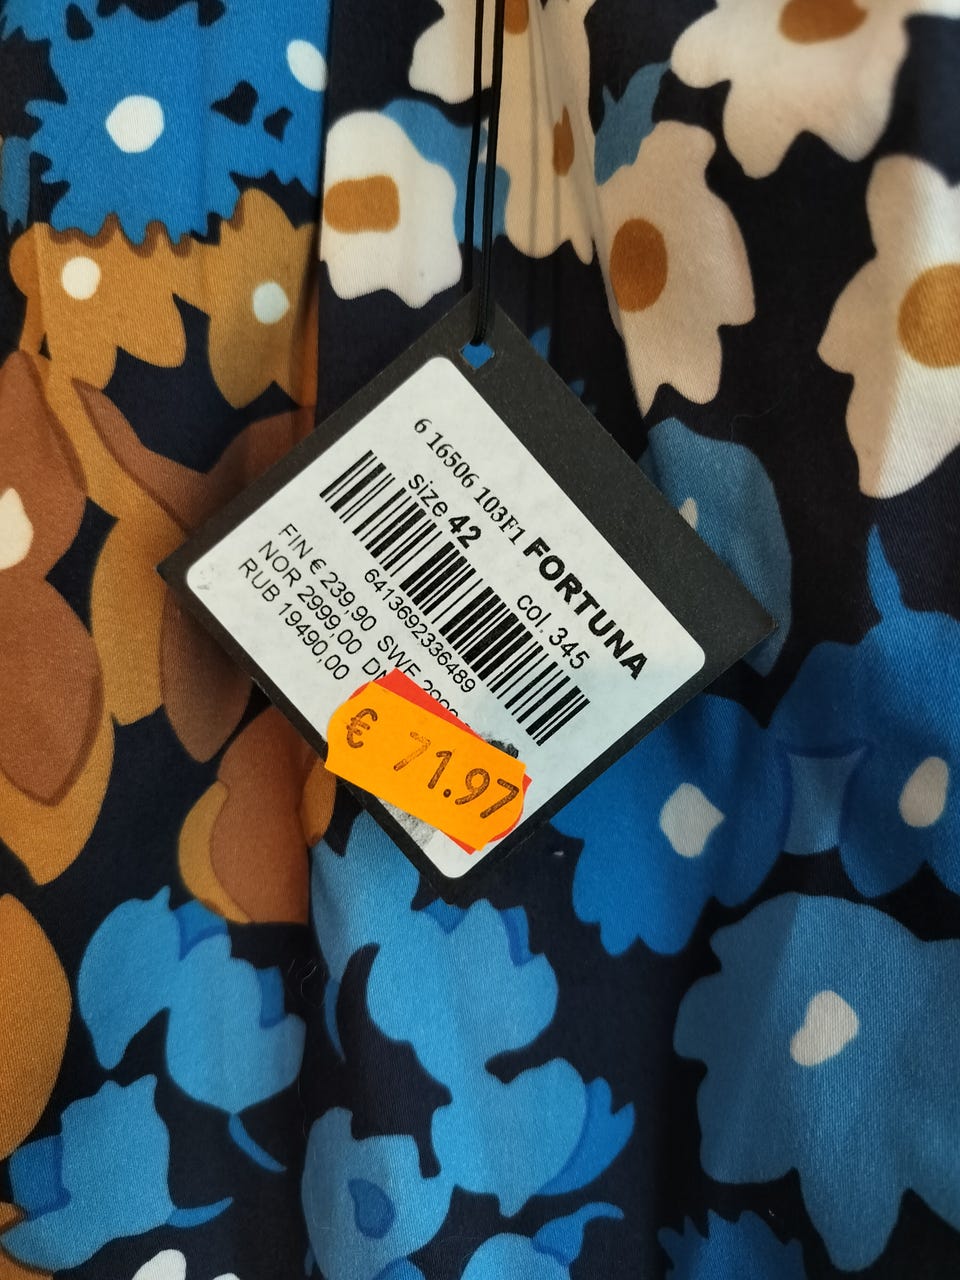 6 16506 103F1 FORTUNA
size 42 col. 345
6413692336489
FIN € 239,90 SWE
NOR 2999,00
RUB 19490,00
€ 71.97